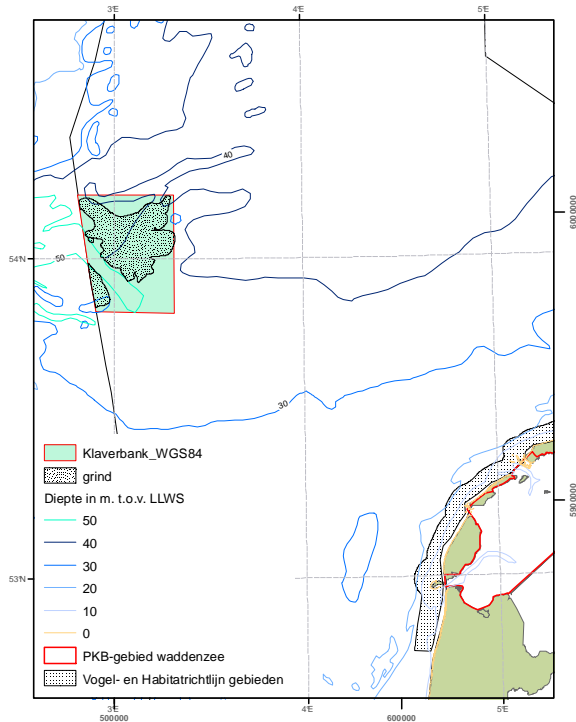 3'E 4'E 5'E
40
6000000
54'N
50
30
Klaverbank_WGS84
grind
Diepte in m. t.o.v. LLWS
50
40
30
20
10
0
PKB-gebied waddenzee
Vogel- en Habitatrichtlijn gebieden
5900000
53'N
3'E 4'E 5'E
500000 600000